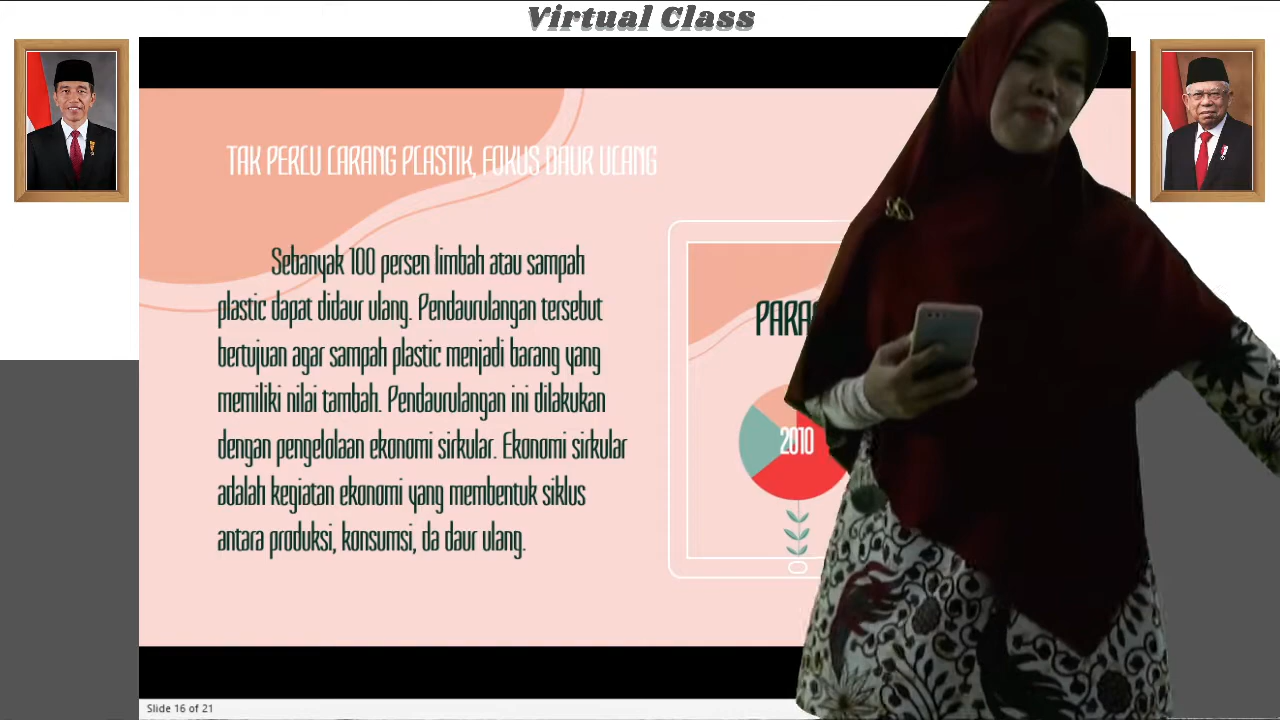 Virtual Class
TAK PERLU LARANG PLASTIK, FOKUS DAUR ULANG
Sebanyak 100 persen limbah atau sampah
plastic dapat didaur ulang. Pendaurulangan tersebut
bertujuan agar sampah plastic menjadi barang yang
memiliki nilai tambah. Pendaurulangan ini dilakukan
dengan pengelolaan ekonomi sirkular. Ekonomi sirkular
adalah kegiatan ekonomi yang membentuk siklus
antara produksi, konsumsi, da daur ulang.
2010
Slide 16 of 21